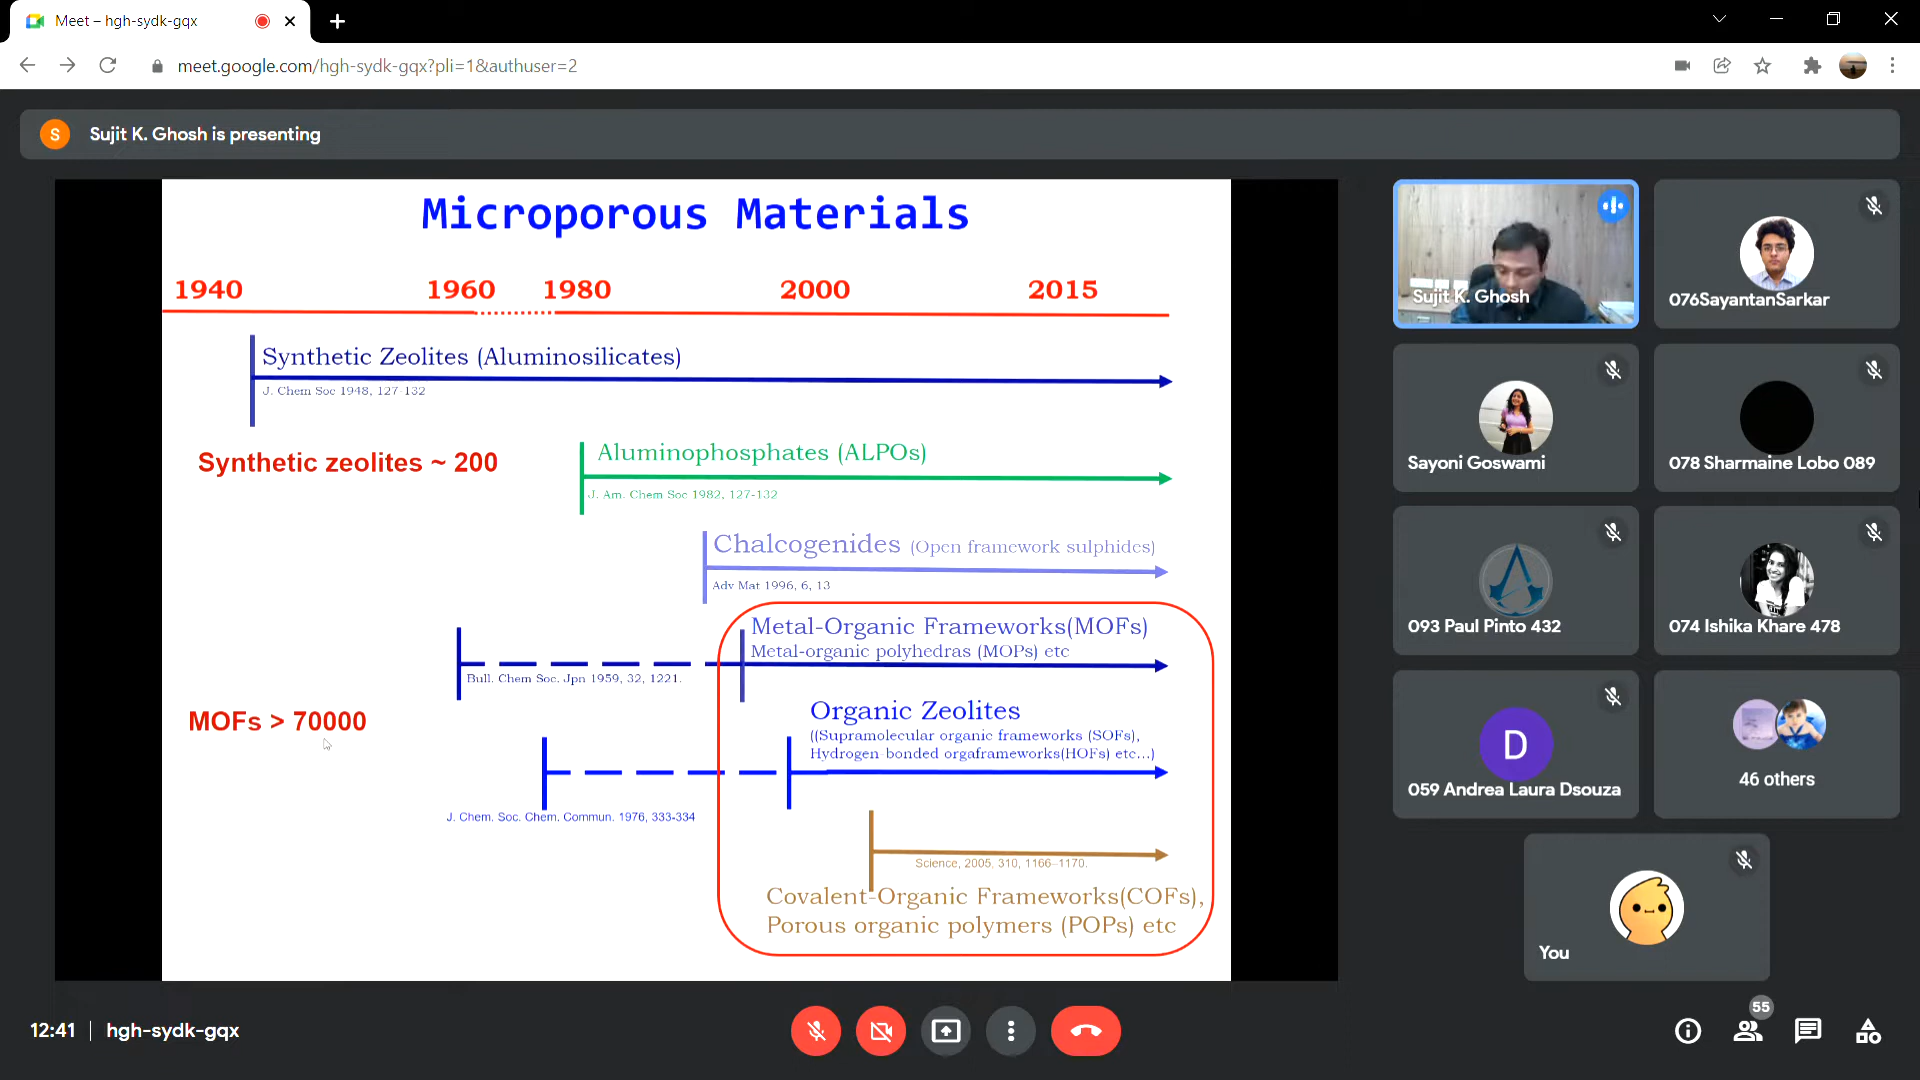 Meet – hgh-sydk-gqx
meet.google.com/hgh-sydk-gqx?pli=1&authuser=2
S
Sujit K. Ghosh is presenting
Microporous Materials
1940 1960 1980 2000 2015
Synthetic Zeolites (Aluminosilicates)
J. Chem Soc 1948, 127-132
Synthetic zeolites ~ 200
Aluminophosphates (ALPOs)
J. Am. Chem Soc 1982, 127-132
Chalcogenides (Open framework sulphides)
Adv Mat 1996, 6, 13
Metal-Organic Frameworks(MOFs)
Metal-organic polyhedras (MOPs) etc
Bull. Chem Soc. Jpn 1959, 32, 1221.
MOFs > 70000
Organic Zeolites
((Supramolecular organic frameworks (SOFs),
Hydrogen bonded orgaframeworks(HOFs) etc...)
J. Chem. Soc. Chem. Commun. 1976, 333-334
Science, 2005, 310, 1166–1170.
Covalent-Organic Frameworks(COFs),
Porous organic polymers (POPs) etc
Sujit K. Ghosh
076SayantanSarkar
Sayoni Goswami
078 Sharmaine Lobo 089
093 Paul Pinto 432
074 Ishika Khare 478
D
059 Andrea Laura Dsouza
46 others
You
12:41 | hgh-sydk-gqx
55